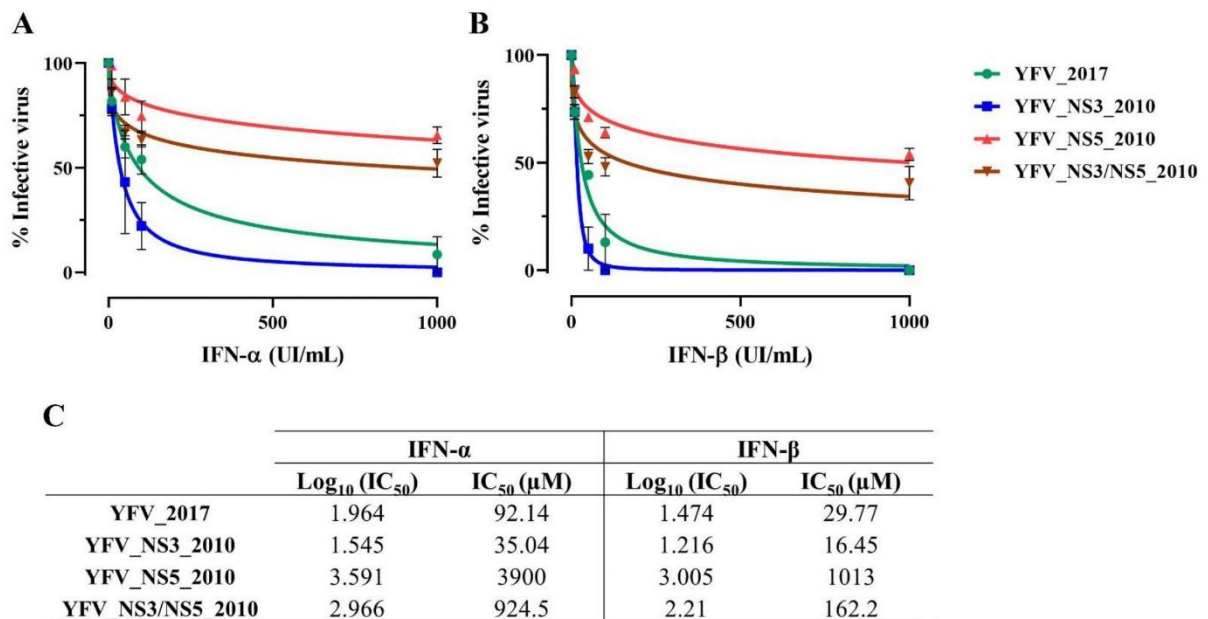 A
B
% Infective virus
100
50
0
0
500
1000
IFN-α (UI/mL)
% Infective virus
100
50
0
0
500
1000
IFN-β (UI/mL)
YFV_2017
YFV_NS3_2010
YFV_NS5_2010
YFV_NS3/NS5_2010
C
IFN-α IFN-β
Log10 (IC50) IC50 (µM) Log10 (IC50) IC50 (µM)
YFV_2017 1.964 92.14 1.474 29.77
YFV_NS3_2010 1.545 35.04 1.216 16.45
YFV_NS5_2010 3.591 3900 3.005 1013
YFV_NS3/NS5_2010 2.966 924.5 2.21 162.2